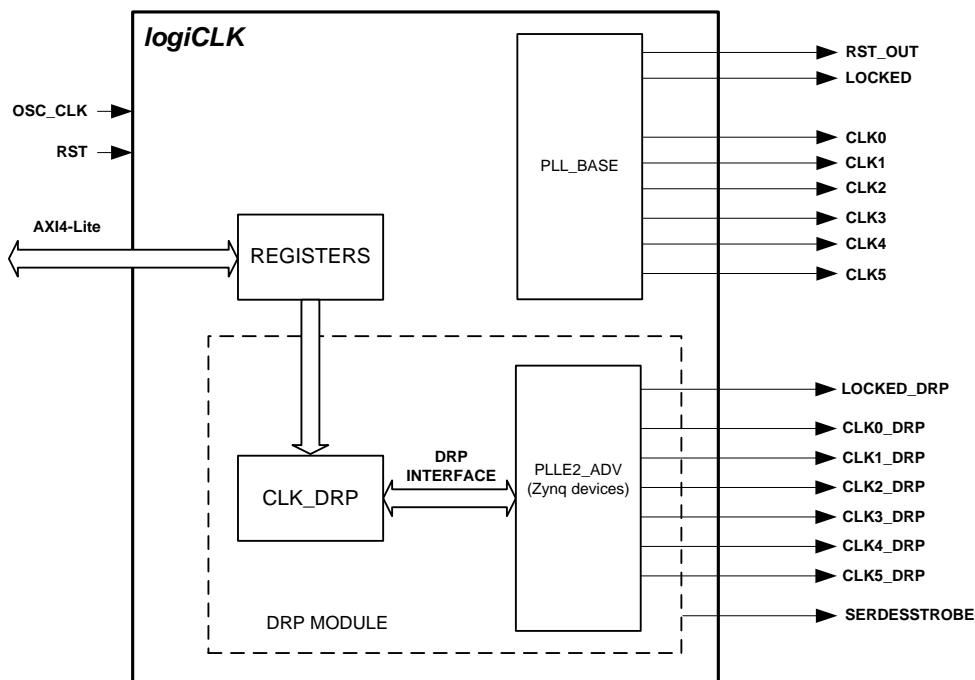 logiCLK
OSC_CLK
RST
AXI4-Lite
REGISTERS
PLL_BASE
RST_OUT
LOCKED
CLK0
CLK1
CLK2
CLK3
CLK4
CLK5
CLK_DRP
DRP
INTERFACE
PLLE2_ADV
(Zynq devices)
DRP MODULE
LOCKED_DRP
CLK0_DRP
CLK1_DRP
CLK2_DRP
CLK3_DRP
CLK4_DRP
CLK5_DRP
SERDESSTROBE